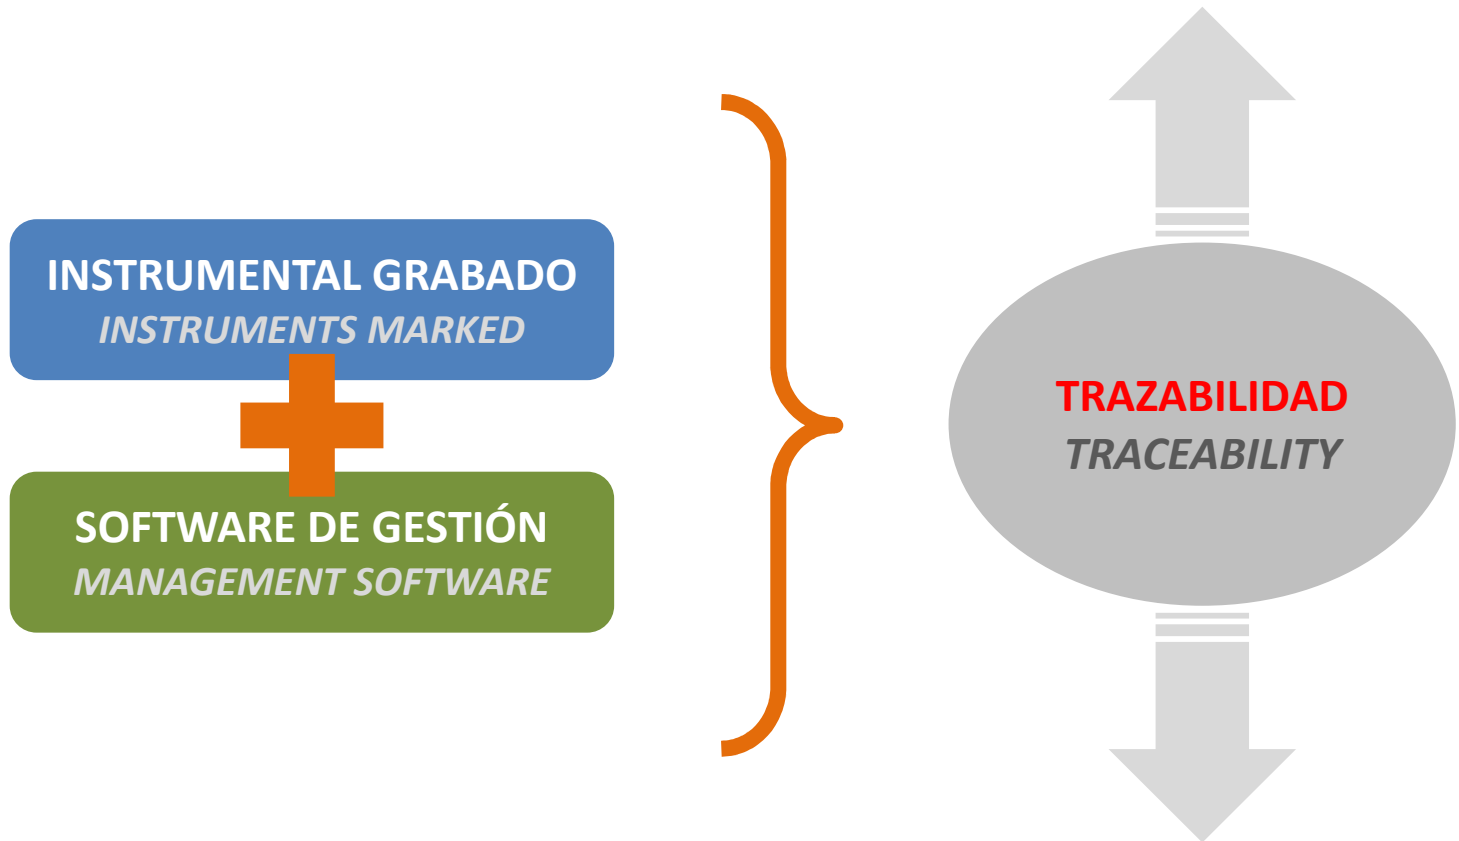 INSTRUMENTAL GRABADO
INSTRUMENTS MARKED
SOFTWARE DE GESTIÓN
MANAGEMENT SOFTWARE
TRAZABILIDAD
TRACEABILITY